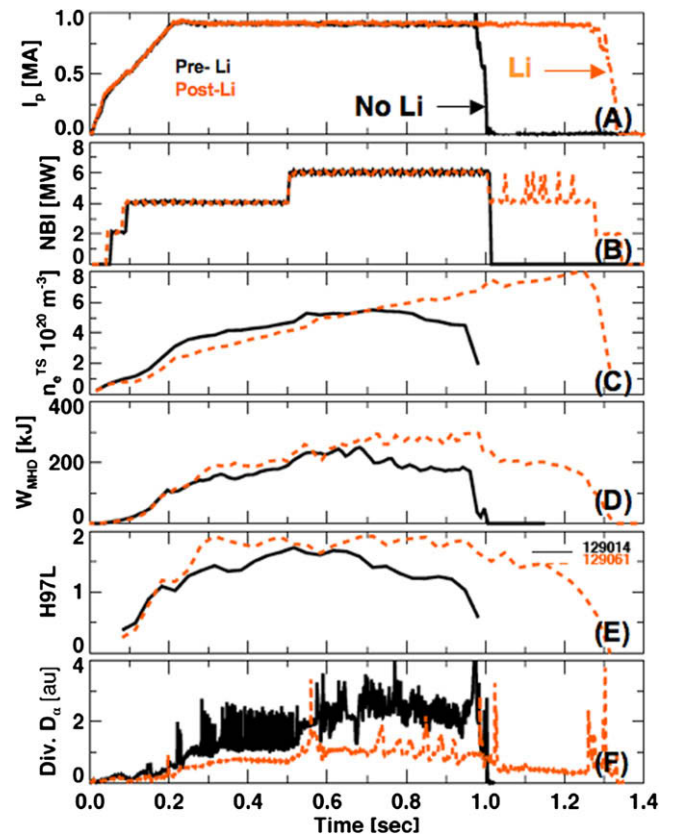 1.0
I_p [MA]
0.5
0.0
Pre- Li
Post-Li
No Li
Li
(A)
8
NBI [MW]
6
4
2
0
(B)
8
n_e^TS 10^20 m^-3
6
4
2
0
(C)
400
W_MHD [kJ]
200
0
(D)
2
H97L
1
0
129014
129061
(E)
4
Div. D_α [au]
2
0
(F)
0.0 0.2 0.4 0.6 0.8 1.0 1.2 1.4
Time [sec]